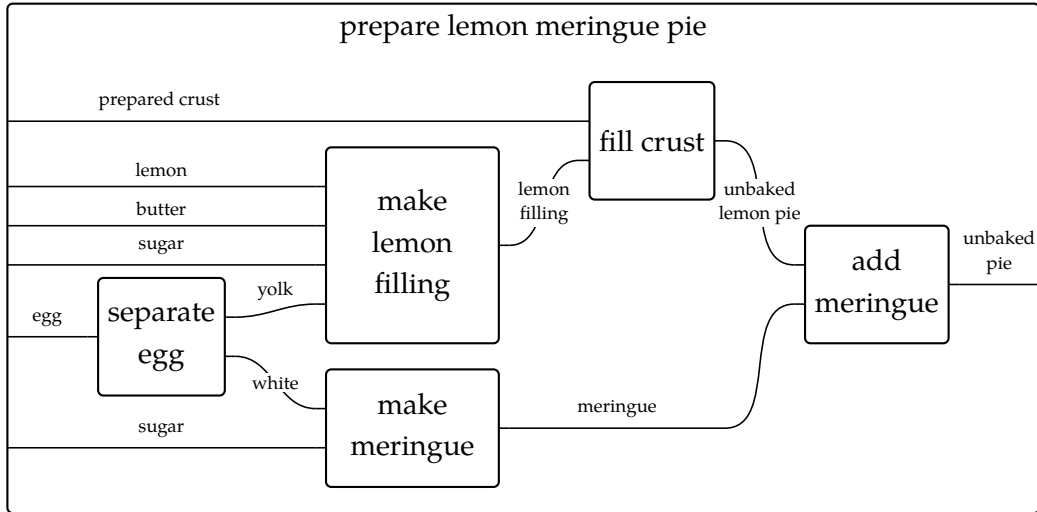 prepare lemon meringue pie
prepared crust
fill crust
lemon
butter
sugar
make
lemon
filling
lemon
filling
unbaked
lemon pie
unbaked
pie
add
meringue
egg
separate
egg
yolk
white
sugar
make
meringue
meringue